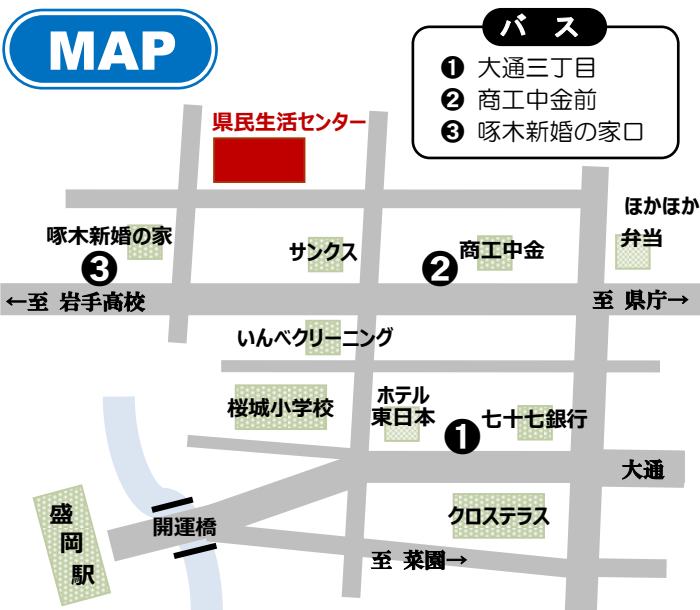 MAP
バス
❶ 大通三丁目
❷ 商工中金前
❸ 啄木新婚の家口
県民生活センター
ほかほか
弁当
啄木新婚の家
❸
サンクス
商工中金
❷
←至 岩手高校
至 県庁→
いんべクリーニング
桜城小学校
ホテル
東日本
❶
七十七銀行
大通
クロステラス
盛
岡
駅
開運橋
至 菜園→